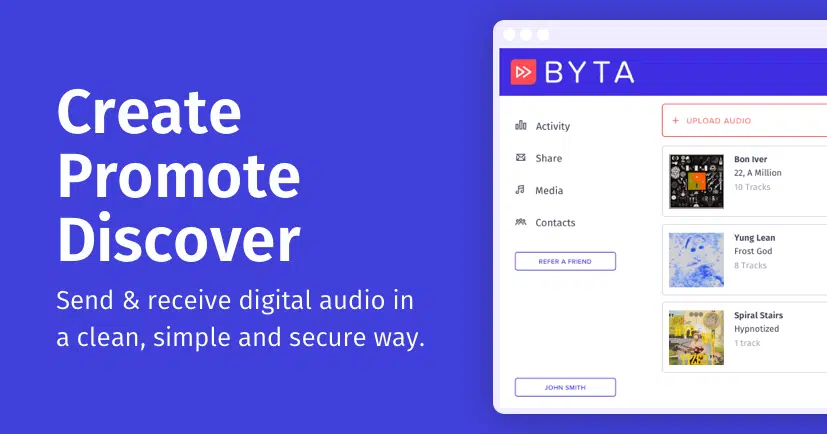 Create
Promote
Discover
Send & receive digital audio in
a clean, simple and secure way.
BYTA
Activity
Share
Media
Contacts
REFER A FRIEND
JOHN SMITH
+ UPLOAD AUDIO
Bon Iver
22, A Million
10 Tracks
Yung Lean
Frost God
8 Tracks
Spiral Stairs
Hypnotized
1 track